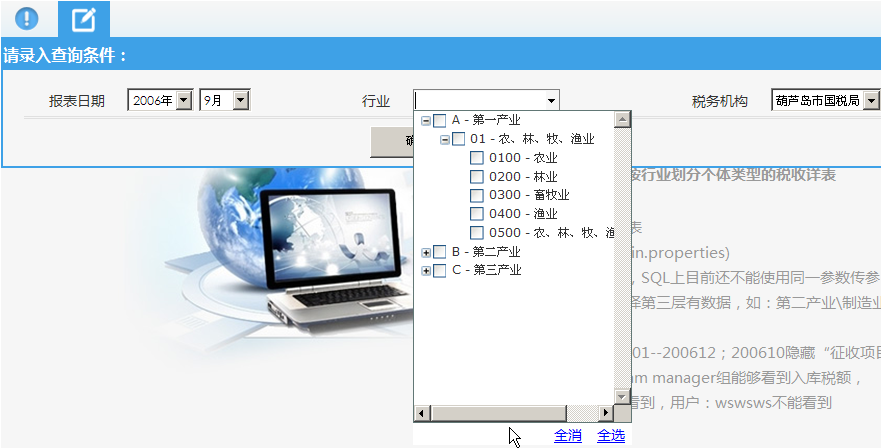 请录入查询条件：
报表日期 2006年 9月 行业 税务机构 葫芦岛市国税局
A - 第一产业
01 - 农、林、牧、渔业
0100 - 农业
0200 - 林业
0300 - 畜牧业
0400 - 渔业
0500 - 农、林、牧、渔
B - 第二产业
C - 第三产业
全消 全选
按行业划分个体类型的税收详表
表
in.properties)
，SQL上目前还不能使用同一参数传参
择第三层有数据，如：第二产业\制造业
01--200612；200610隐藏“征收项目
am manager组能够看到入库税额，
看到，用户：wswsws不能看到